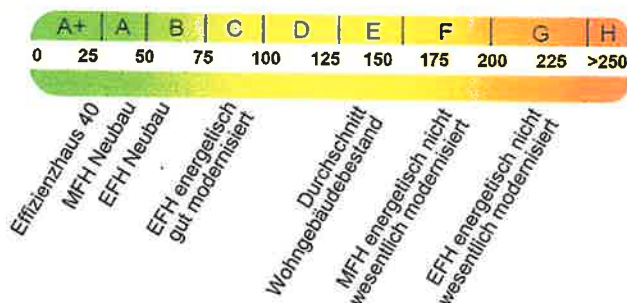 A+ A B C D E F G H
0 25 50 75 100 125 150 175 200 225 >250
Effizienzhaus 40
MFH Neubau
EFH Neubau
EFH energetisch
gut modernisiert
Durchschnitt
Wohngebäudebestand
MFH energetisch nicht
wesentlich modernisiert
EFH energetisch nicht
wesentlich modernisiert